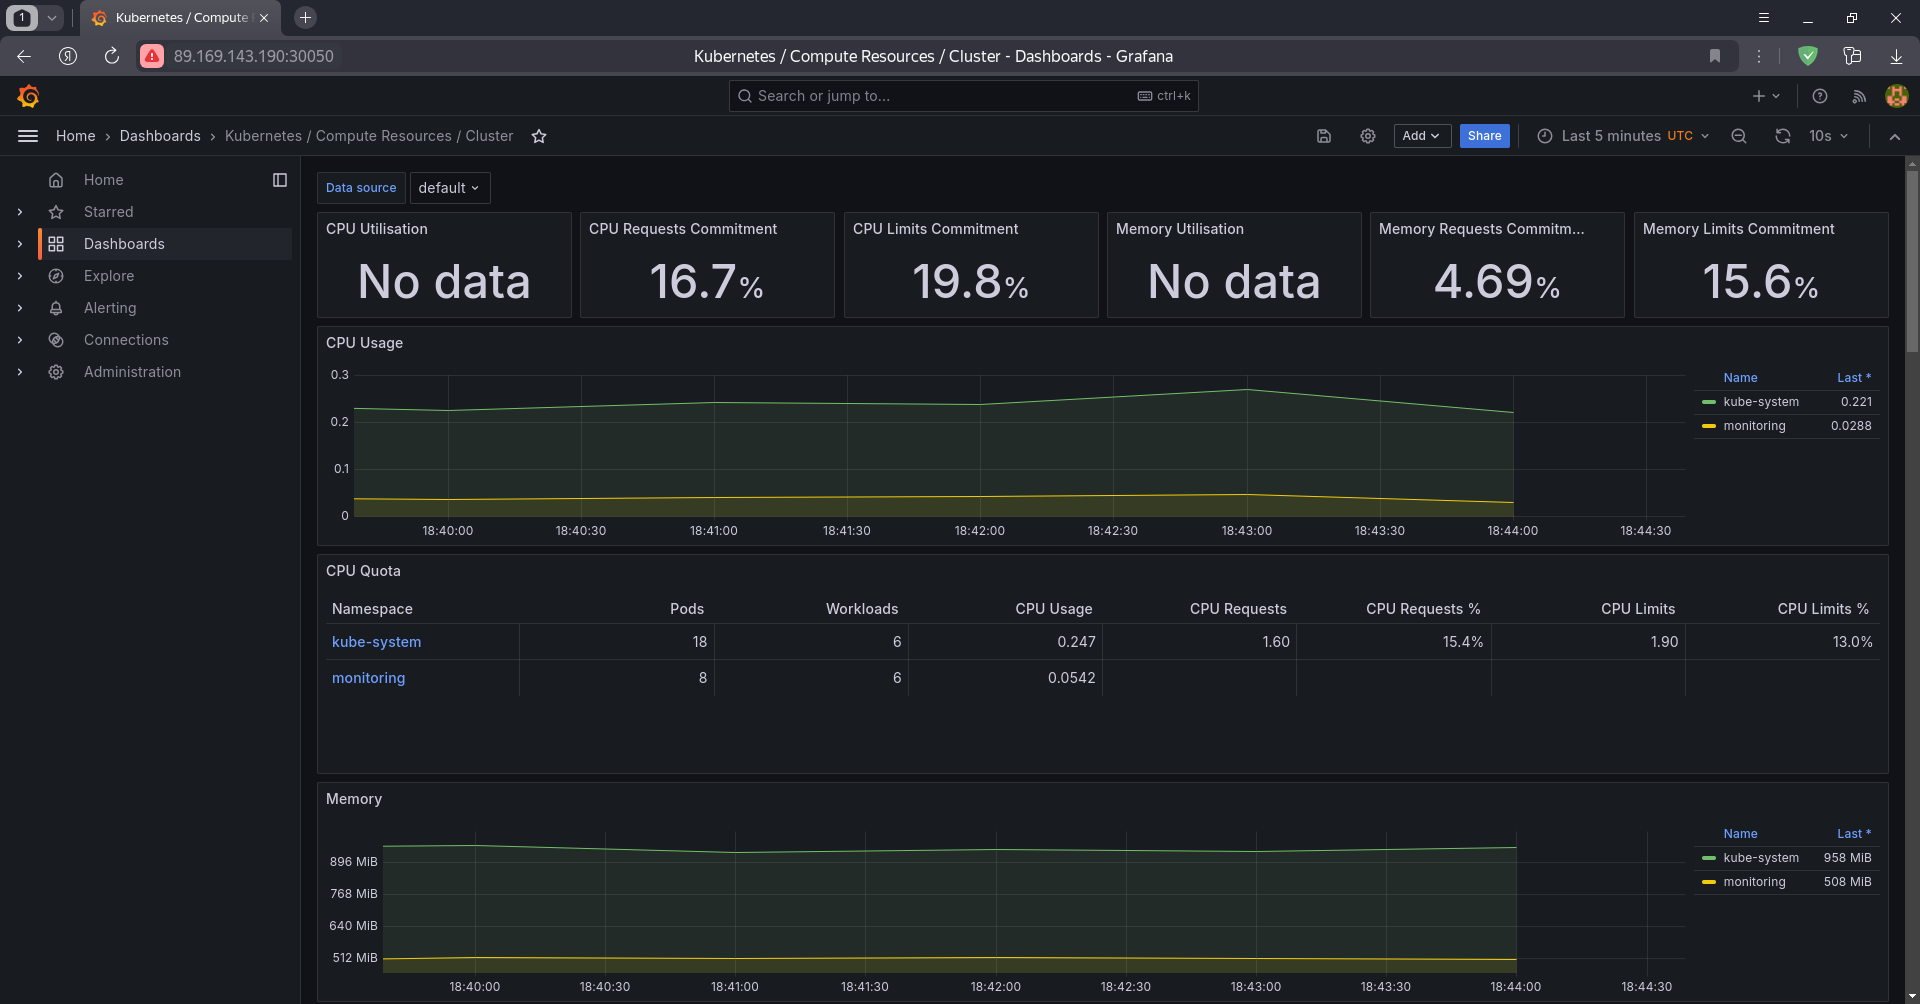 1
Kubernetes / Compute
89.169.143.190:30050
Kubernetes / Compute Resources / Cluster - Dashboards - Grafana
Search or jump to...
ctrl+k
Home › Dashboards › Kubernetes / Compute Resources / Cluster
Add
Share
Last 5 minutes UTC
10s
Home
Starred
Dashboards
Explore
Alerting
Connections
Administration
Data source
default
CPU Utilisation
No data
CPU Requests Commitment
16.7%
CPU Limits Commitment
19.8%
Memory Utilisation
No data
Memory Requests Commitm...
4.69%
Memory Limits Commitment
15.6%
CPU Usage
0.3
0.2
0.1
0
18:40:00 18:40:30 18:41:00 18:41:30 18:42:00 18:42:30 18:43:00 18:43:30 18:44:00 18:44:30
Name Last *
kube-system 0.221
monitoring 0.0288
CPU Quota
Namespace Pods Workloads CPU Usage CPU Requests CPU Requests % CPU Limits CPU Limits %
kube-system 18 6 0.247 1.60 15.4% 1.90 13.0%
monitoring 8 6 0.0542
Memory
896 MiB
768 MiB
640 MiB
512 MiB
18:40:00 18:40:30 18:41:00 18:41:30 18:42:00 18:42:30 18:43:00 18:43:30 18:44:00 18:44:30
Name Last *
kube-system 958 MiB
monitoring 508 MiB